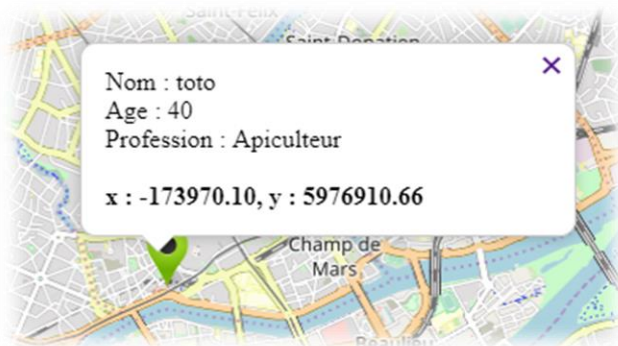 Saint-Félix
Saint-Donatien
Nom : toto
Age : 40
Profession : Apiculteur
x : -173970.10, y : 5976910.66
Champ de
Mars
Beaulieu